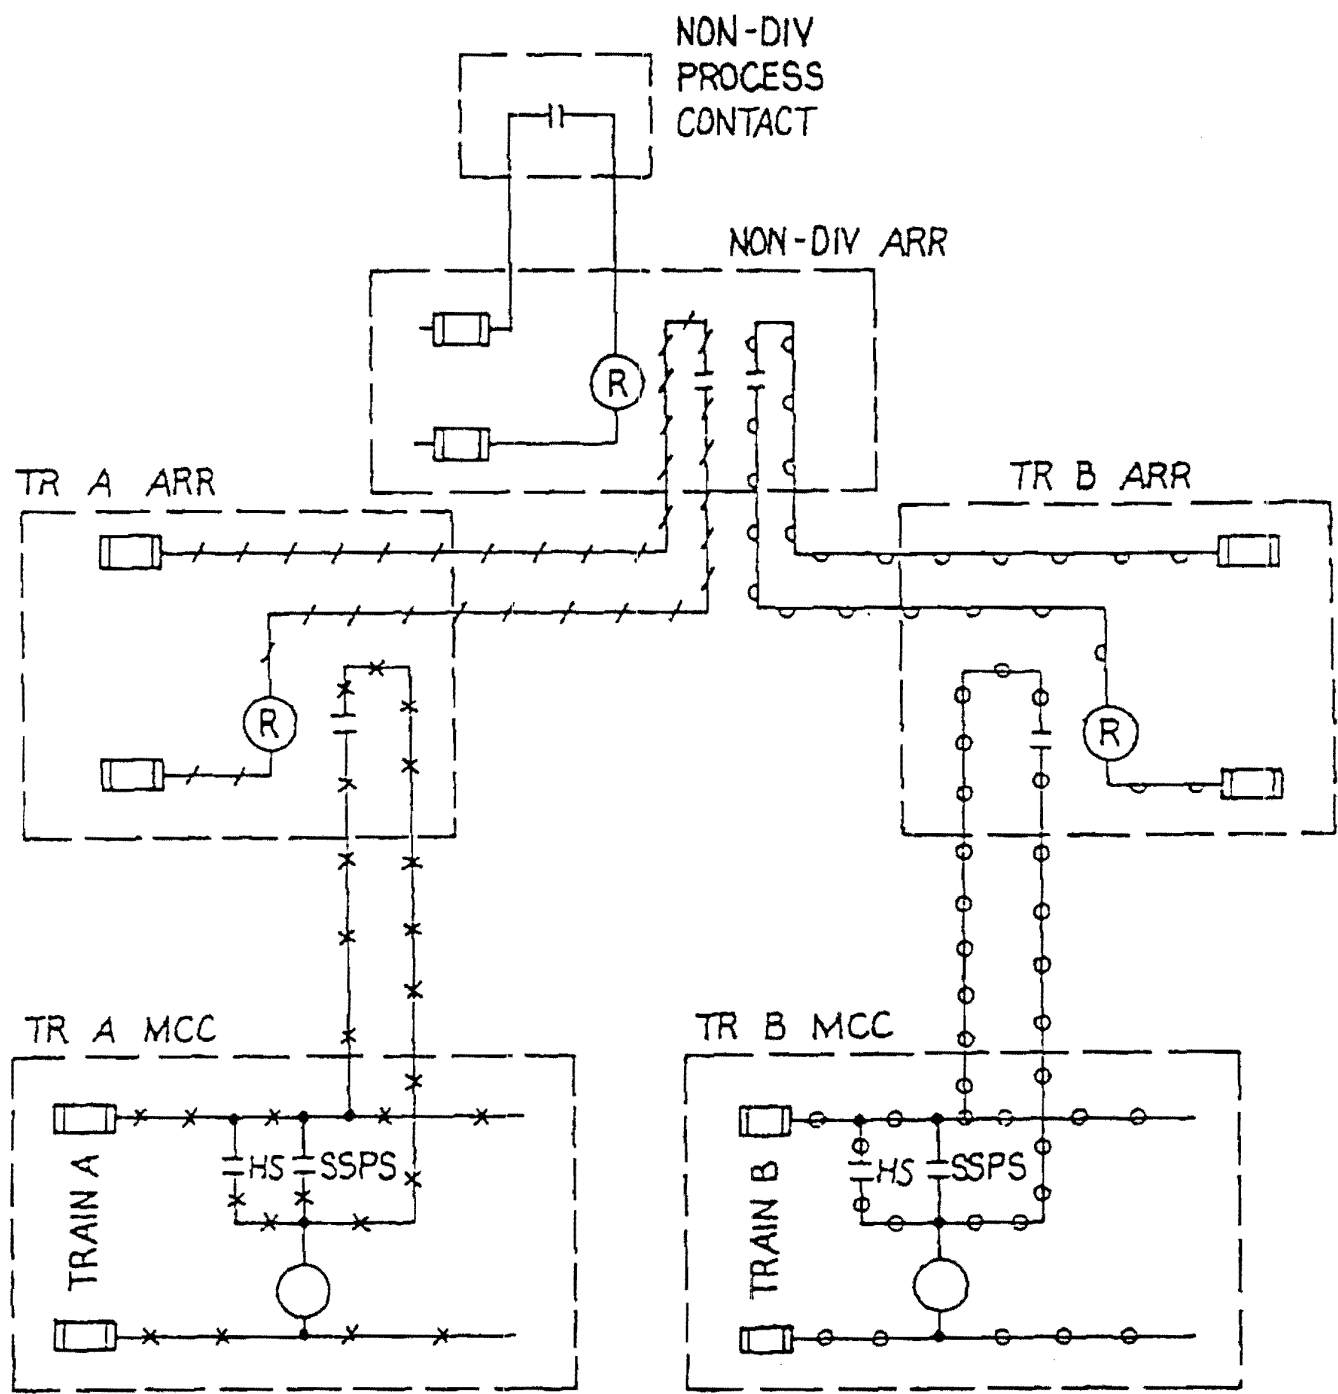 NON-DIV
PROCESS
CONTACT
NON-DIV ARR
R
TR A ARR
TR B ARR
R
R
TR A MCC
TR B MCC
HS SSPS
HS SSPS
TRAIN A
TRAIN B